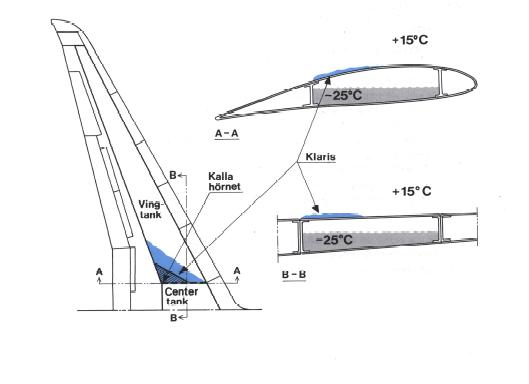 +15°C
-25°C
A-A
Klaris
B
Kalla
hörnet
Ving-
tank
+15°C
-25°C
B-B
A
A
Center
tank
B